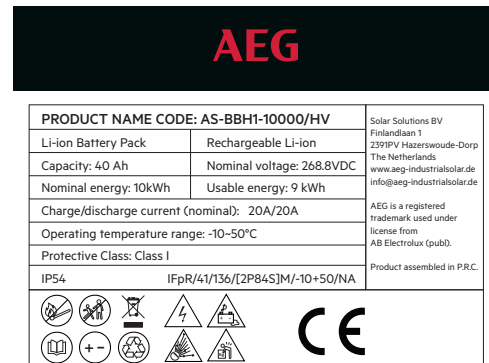 AEG
PRODUCT NAME CODE: AS-BBH1-10000/HV
Li-ion Battery Pack
Rechargeable Li-ion
Capacity: 40 Ah
Nominal voltage: 268.8VDC
Nominal energy: 10kWh
Usable energy: 9 kWh
Charge/discharge current (nominal): 20A/20A
Operating temperature range: -10~50°C
Protective Class: Class I
IP54
IFpR/41/136/[2P84S]M/-10+50/NA
Solar Solutions BV
Finlandlaan 1
2391PV Hazerswoude-Dorp
The Netherlands
www.aeg-industrialsolar.de
info@aeg-industrialsolar.de
AEG is a registered
trademark used under
license from
AB Electrolux (publ).
Product assembled in P.R.C.
CE